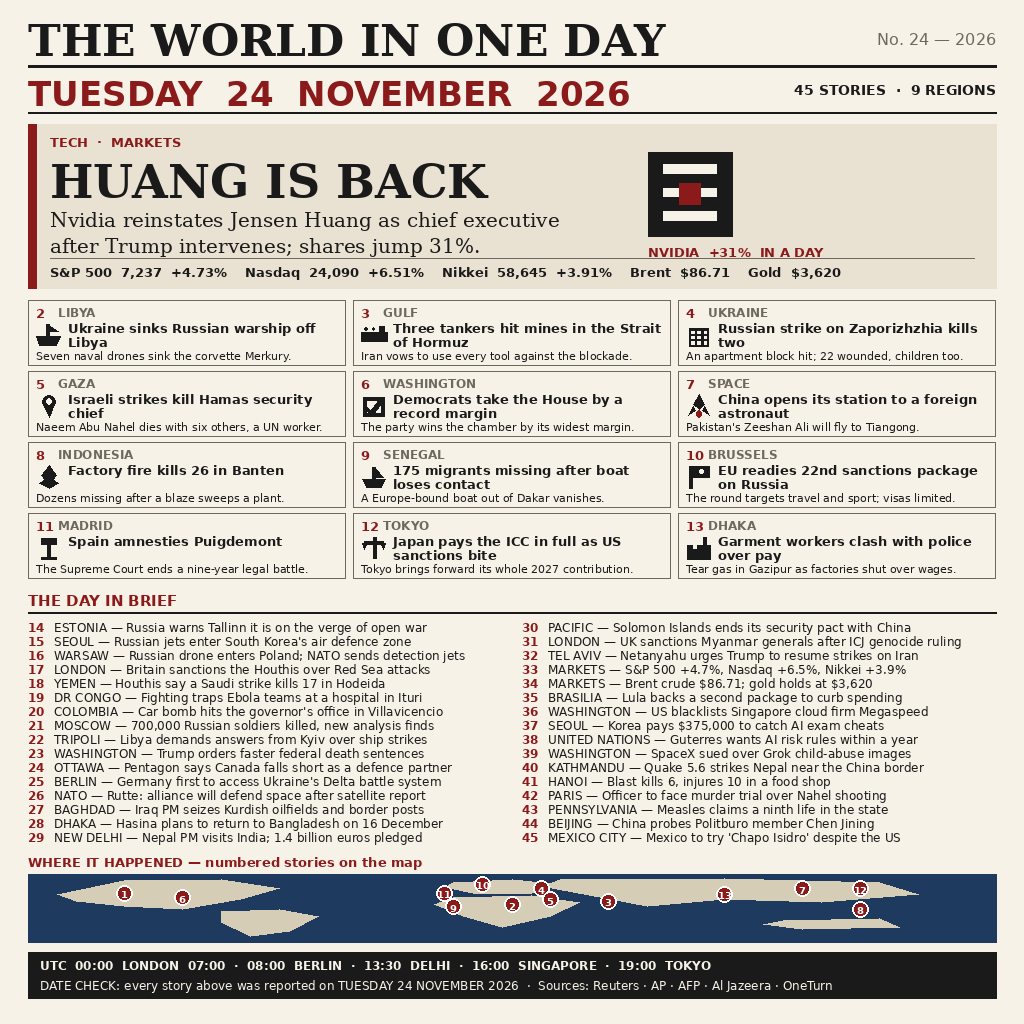 THE WORLD IN ONE DAY
No. 24 — 2026
TUESDAY 24 NOVEMBER 2026
45 STORIES · 9 REGIONS
TECH · MARKETS
HUANG IS BACK
Nvidia reinstates Jensen Huang as chief executive
after Trump intervenes; shares jump 31%.
NVIDIA +31% IN A DAY
S&P 500 7,237 +4.73% Nasdaq 24,090 +6.51% Nikkei 58,645 +3.91% Brent $86.71 Gold $3,620
2 LIBYA
Ukraine sinks Russian warship off
Libya
Seven naval drones sink the corvette Merkury.
3 GULF
Three tankers hit mines in the Strait
of Hormuz
Iran vows to use every tool against the blockade.
4 UKRAINE
Russian strike on Zaporizhzhia kills
two
An apartment block hit; 22 wounded, children too.
5 GAZA
Israeli strikes kill Hamas security
chief
Naeem Abu Nahel dies with six others, a UN worker.
6 WASHINGTON
Democrats take the House by a
record margin
The party wins the chamber by its widest margin.
7 SPACE
China opens its station to a foreign
astronaut
Pakistan's Zeeshan Ali will fly to Tiangong.
8 INDONESIA
Factory fire kills 26 in Banten
Dozens missing after a blaze sweeps a plant.
9 SENEGAL
175 migrants missing after boat
loses contact
A Europe-bound boat out of Dakar vanishes.
10 BRUSSELS
EU readies 22nd sanctions package
on Russia
The round targets travel and sport; visas limited.
11 MADRID
Spain amnesties Puigdemont
The Supreme Court ends a nine-year legal battle.
12 TOKYO
Japan pays the ICC in full as US
sanctions bite
Tokyo brings forward its whole 2027 contribution.
13 DHAKA
Garment workers clash with police
over pay
Tear gas in Gazipur as factories shut over wages.
THE DAY IN BRIEF
14 ESTONIA — Russia warns Tallinn it is on the verge of open war
15 SEOUL — Russian jets enter South Korea's air defence zone
16 WARSAW — Russian drone enters Poland; NATO sends detection jets
17 LONDON — Britain sanctions the Houthis over Red Sea attacks
18 YEMEN — Houthis say a Saudi strike kills 17 in Hodeida
19 DR CONGO — Fighting traps Ebola teams at a hospital in Ituri
20 COLOMBIA — Car bomb hits the governor's office in Villavicencio
21 MOSCOW — 700,000 Russian soldiers killed, new analysis finds
22 TRIPOLI — Libya demands answers from Kyiv over ship strikes
23 WASHINGTON — Trump orders faster federal death sentences
24 OTTAWA — Pentagon says Canada falls short as a defence partner
25 BERLIN — Germany first to access Ukraine's Delta battle system
26 NATO — Rutte: alliance will defend space after satellite report
27 BAGHDAD — Iraq PM seizes Kurdish oilfields and border posts
28 DHAKA — Hasina plans to return to Bangladesh on 16 December
29 NEW DELHI — Nepal PM visits India; 1.4 billion euros pledged
30 PACIFIC — Solomon Islands ends its security pact with China
31 LONDON — UK sanctions Myanmar generals after ICJ genocide ruling
32 TEL AVIV — Netanyahu urges Trump to resume strikes on Iran
33 MARKETS — S&P 500 +4.7%, Nasdaq +6.5%, Nikkei +3.9%
34 MARKETS — Brent crude $86.71; gold holds at $3,620
35 BRASILIA — Lula backs a second package to curb spending
36 WASHINGTON — US blacklists Singapore cloud firm Megaspeed
37 SEOUL — Korea pays $375,000 to catch AI exam cheats
38 UNITED NATIONS — Guterres wants AI risk rules within a year
39 WASHINGTON — SpaceX sued over Grok child-abuse images
40 KATHMANDU — Quake 5.6 strikes Nepal near the China border
41 HANOI — Blast kills 6, injures 10 in a food shop
42 PARIS — Officer to face murder trial over Nahel shooting
43 PENNSYLVANIA — Measles claims a ninth life in the state
44 BEIJING — China probes Politburo member Chen Jining
45 MEXICO CITY — Mexico to try 'Chapo Isidro' despite the US
WHERE IT HAPPENED — numbered stories on the map
1
6
11
9
10
2
4
5
3
13
7
12
8
UTC 00:00 LONDON 07:00 · 08:00 BERLIN · 13:30 DELHI · 16:00 SINGAPORE · 19:00 TOKYO
DATE CHECK: every story above was reported on TUESDAY 24 NOVEMBER 2026 · Sources: Reuters · AP · AFP · Al Jazeera · OneTurn